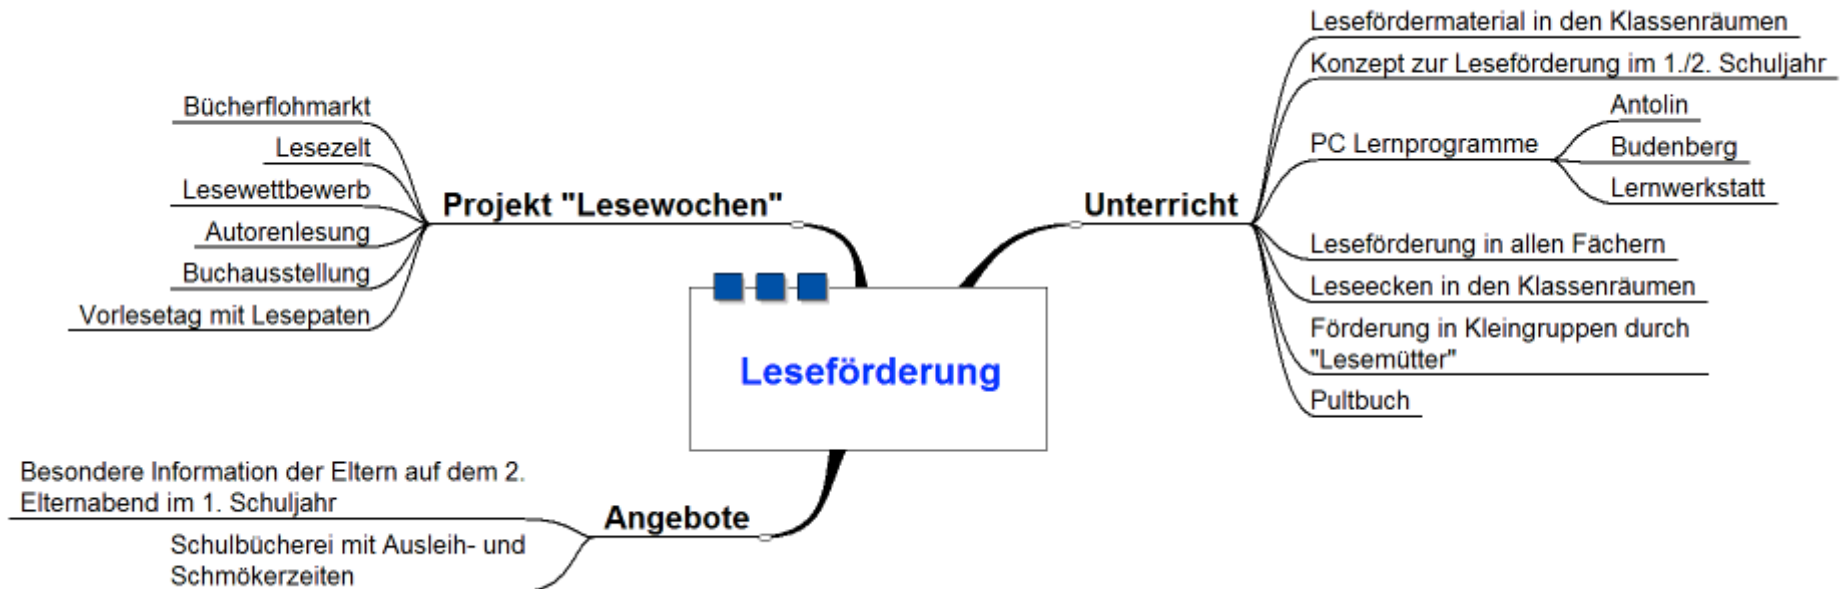 Lesefördermaterial in den Klassenräumen
Konzept zur Leseförderung im 1./2. Schuljahr
Bücherflohmarkt
Antolin
Lesezelt
PC Lernprogramme
Budenberg
Lesewettbewerb
Lernwerkstatt
Projekt "Lesewochen"
Unterricht
Autorenlesung
Leseförderung in allen Fächern
Buchausstellung
Leseecken in den Klassenräumen
Vorlesetag mit Lesepaten
Förderung in Kleingruppen durch
"Lesemütter"
Leseförderung
Pultbuch
Besondere Information der Eltern auf dem 2.
Elternabend im 1. Schuljahr
Angebote
Schulbücherei mit Ausleih- und
Schmökerzeiten